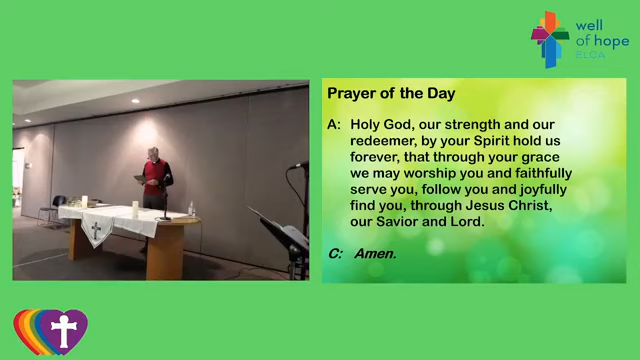 well
of hope
ELCA
Prayer of the Day
A: Holy God, our strength and our
redeemer, by your Spirit hold us
forever, that through your grace
we may worship you and faithfully
serve you, follow you and joyfully
find you, through Jesus Christ,
our Savior and Lord.
C: Amen.